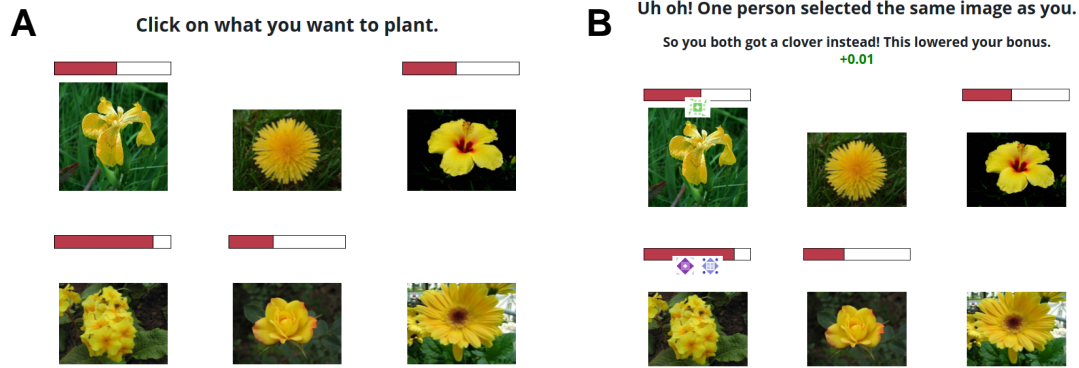 A
Click on what you want to plant.
B
Uh oh! One person selected the same image as you.
So you both got a clover instead! This lowered your bonus.
+0.01